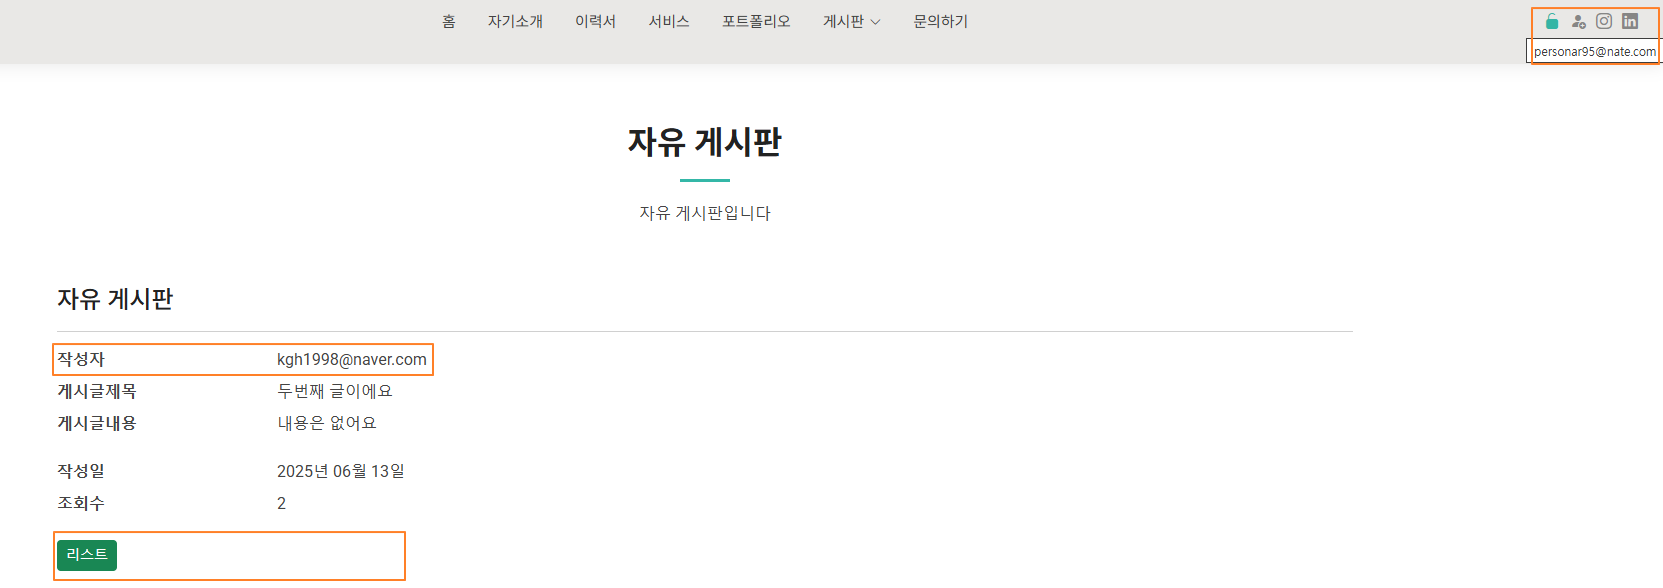 홈 자기소개 이력서 서비스 포트폴리오 게시판 문의하기
personar95@nate.com
자유 게시판
자유 게시판입니다
자유 게시판
작성자 kgh1998@naver.com
게시글제목 두번째 글이에요
게시글내용 내용은 없어요
작성일 2025년 06월 13일
조회수 2
리스트